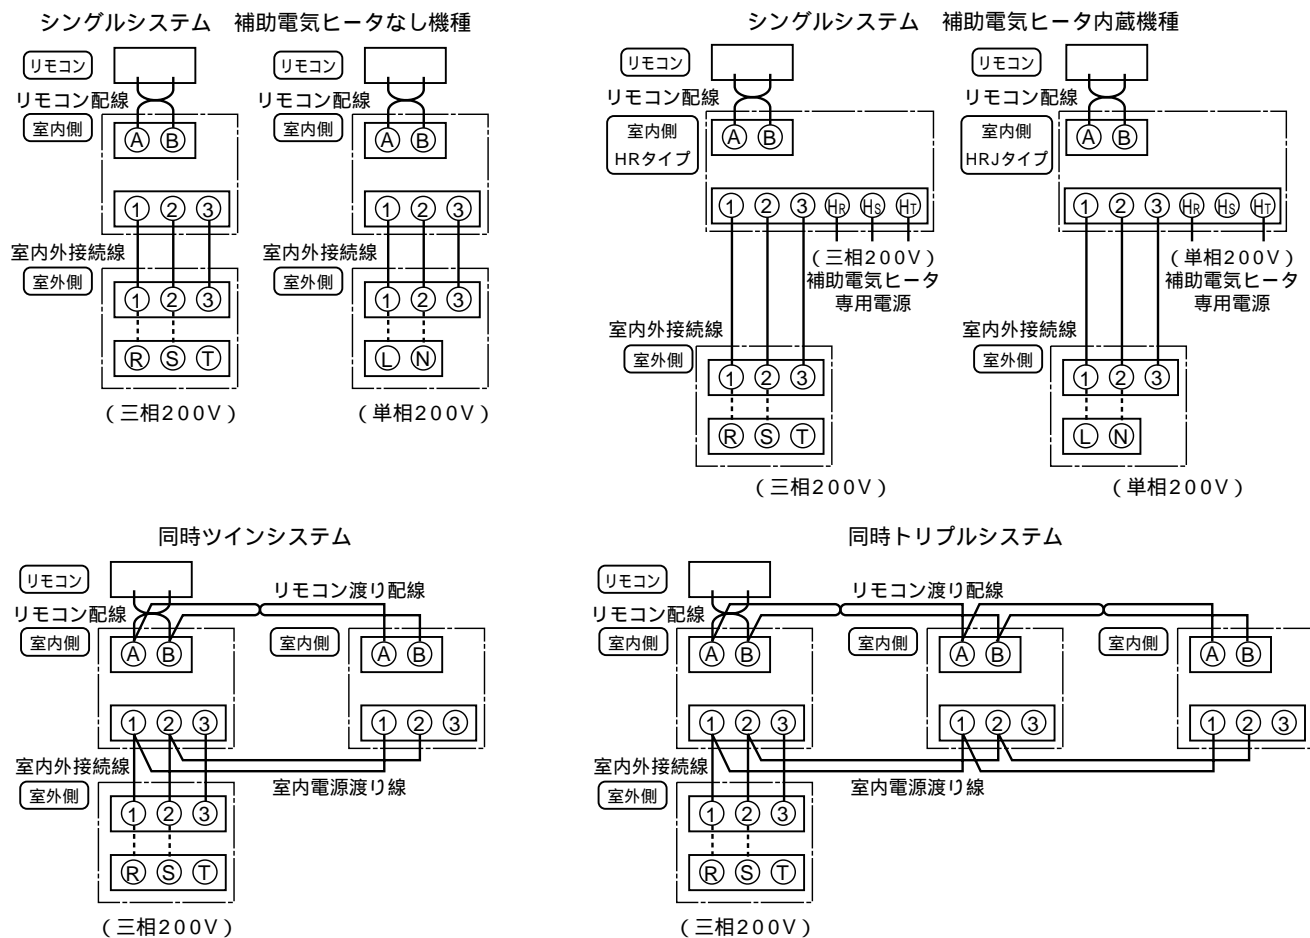 シングルシステム　補助電気ヒータなし機種
リモコン
リモコン配線
室内側
A B
1 2 3
室内外接続線
室外側
1 2 3
R S T
(三相200V)
リモコン
リモコン配線
室内側
A B
1 2 3
室外側
1 2 3
L N
(単相200V)
シングルシステム　補助電気ヒータ内蔵機種
リモコン
リモコン配線
室内側
HRタイプ
A B
1 2 3 HR HS HT
(三相200V)
補助電気ヒータ
専用電源
室内外接続線
室外側
1 2 3
R S T
(三相200V)
リモコン
リモコン配線
室内側
HRJタイプ
A B
1 2 3 HR HS HT
(単相200V)
補助電気ヒータ
専用電源
室内外接続線
室外側
1 2 3
L N
(単相200V)
同時ツインシステム
リモコン
リモコン渡り配線
リモコン配線
室内側
A B
室内側
A B
1 2 3
1 2 3
室内外接続線
室内電源渡り線
室外側
1 2 3
R S T
(三相200V)
同時トリプルシステム
リモコン
リモコン渡り配線
リモコン配線
室内側
A B
室内側
A B
室内側
A B
1 2 3
1 2 3
1 2 3
室内外接続線
室内電源渡り線
室外側
1 2 3
R S T
(三相200V)